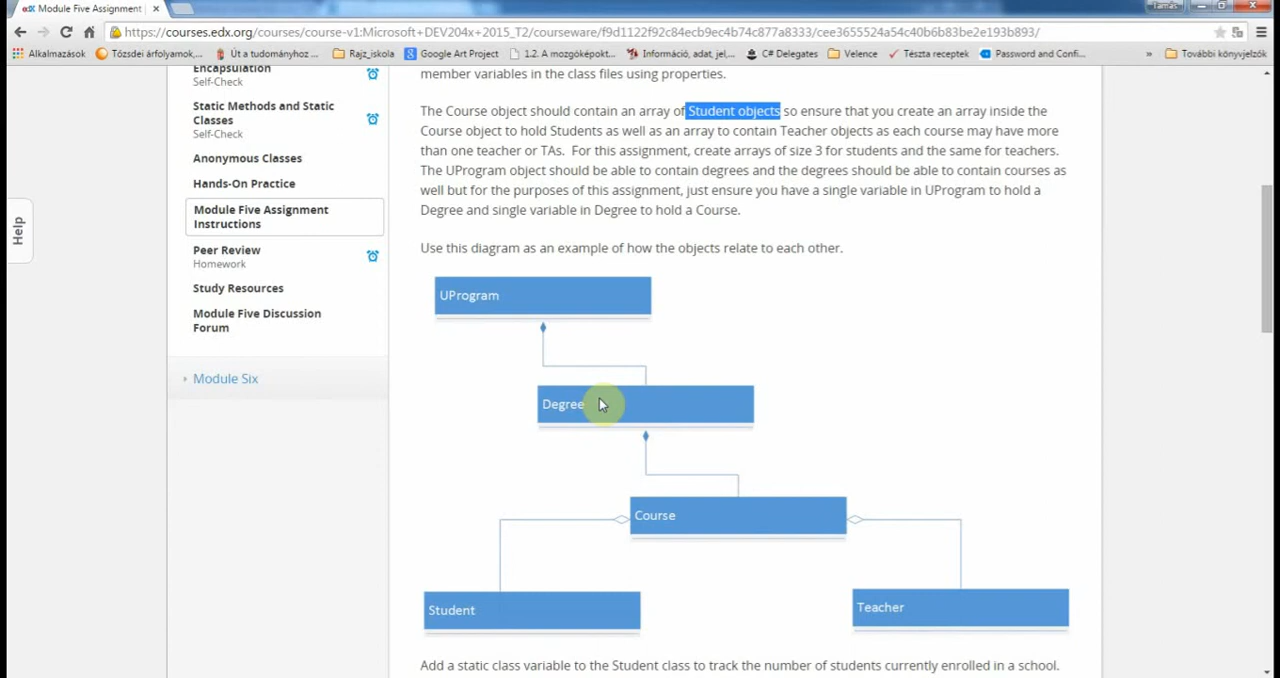 Module Five Assignment
Tamás
https://courses.edx.org/courses/course-v1:Microsoft+DEV204x+2015_T2/courseware/f9d1122f92c84ecb9ec4b74c877a8333/cee3655524a54c40b6b83be2e193b893/
Alkalmazások Tőzsdei árfolyamok,... Rajz_iskola Google Art Project 1.2. A mozgóképokt... Információ, adat, jel,... C# Delegates Velence Tészta receptek Password and Confi... » További könyvjelzők
Út a tudományhoz ...
Encapsulation
Self-Check
Static Methods and Static
Classes
Self-Check
Anonymous Classes
Hands-On Practice
Module Five Assignment
Instructions
Peer Review
Homework
Study Resources
Module Five Discussion
Forum
Module Six
Help
member variables in the class files using properties.
The Course object should contain an array of Student objects so ensure that you create an array inside the
Course object to hold Students as well as an array to contain Teacher objects as each course may have more
than one teacher or TAs. For this assignment, create arrays of size 3 for students and the same for teachers.
The UProgram object should be able to contain degrees and the degrees should be able to contain courses as
well but for the purposes of this assignment, just ensure you have a single variable in UProgram to hold a
Degree and single variable in Degree to hold a Course.
Use this diagram as an example of how the objects relate to each other.
UProgram
Degree
Course
Student
Teacher
Add a static class variable to the Student class to track the number of students currently enrolled in a school.